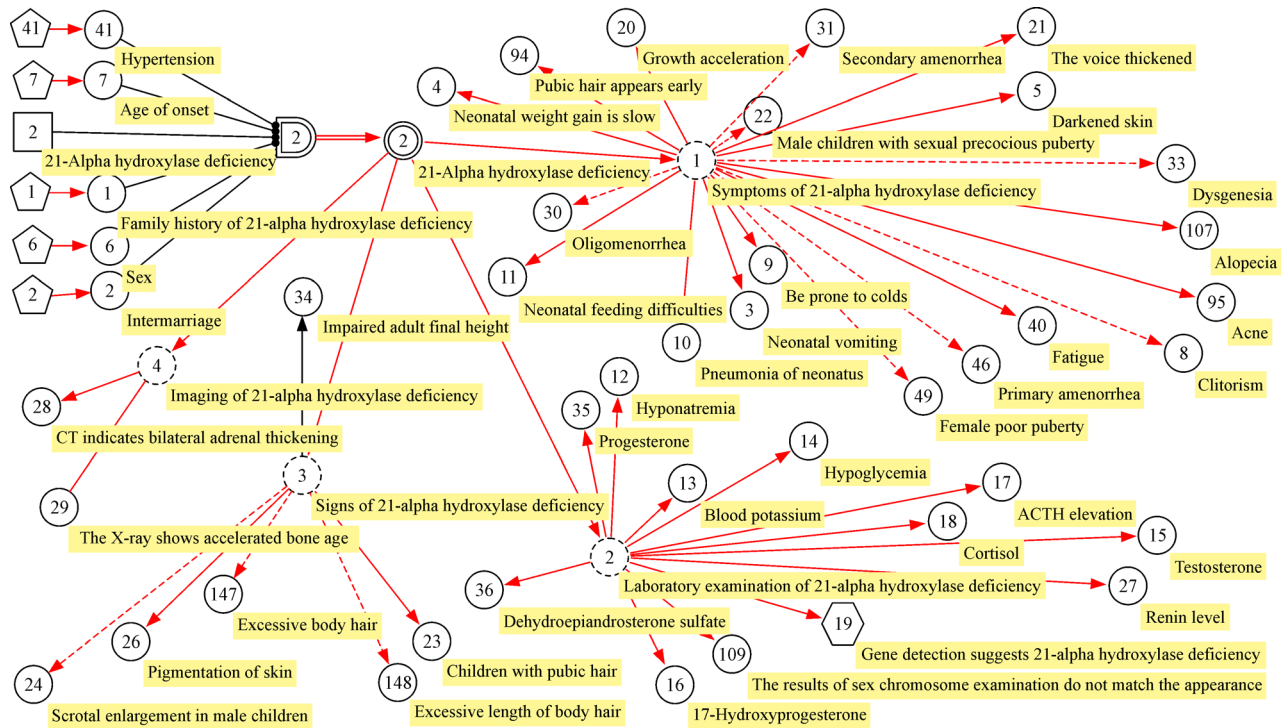 41
41
Hypertension
7
7
Age of onset
2
21-Alpha hydroxylase deficiency
2
2
21-Alpha hydroxylase deficiency
1
1
Family history of 21-alpha hydroxylase deficiency
6
6
Sex
2
2
Intermarriage
20
Growth acceleration
31
Secondary amenorrhea
21
The voice thickened
94
Pubic hair appears early
4
Neonatal weight gain is slow
22
Male children with sexual precocious puberty
5
Darkened skin
1
Symptoms of 21-alpha hydroxylase deficiency
33
Dysgenesia
30
Oligomenorrhea
107
Alopecia
11
Neonatal feeding difficulties
9
Be prone to colds
3
Neonatal vomiting
95
Acne
10
Pneumonia of neonatus
40
Fatigue
8
Clitorism
46
Primary amenorrhea
49
Female poor puberty
34
Impaired adult final height
4
Imaging of 21-alpha hydroxylase deficiency
28
CT indicates bilateral adrenal thickening
29
The X-ray shows accelerated bone age
3
Signs of 21-alpha hydroxylase deficiency
12
Hyponatremia
35
Progesterone
14
Hypoglycemia
13
Blood potassium
17
ACTH elevation
18
Cortisol
15
Testosterone
2
Laboratory examination of 21-alpha hydroxylase deficiency
27
Renin level
36
Dehydroepiandrosterone sulfate
19
Gene detection suggests 21-alpha hydroxylase deficiency
109
The results of sex chromosome examination do not match the appearance
16
17-Hydroxyprogesterone
147
Excessive body hair
26
Pigmentation of skin
23
Children with pubic hair
24
Scrotal enlargement in male children
148
Excessive length of body hair